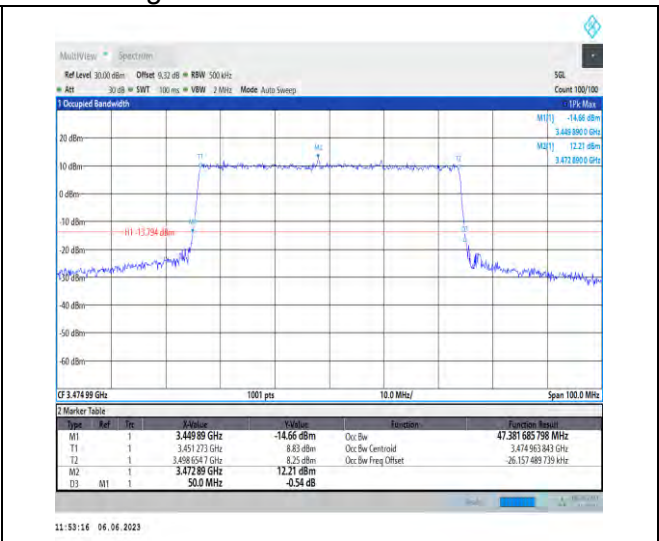 MultiView Spectrum
Ref Level 30.00 dBm Offset 9.32 dB RBW 500 kHz SGL
Att 30 dB SWT 100 ms VBW 2 MHz Mode Auto Sweep Count 100/100
1 Occupied Bandwidth 1Pk Max
M1[1] -14.66 dBm
3.449 890 0 GHz
M2[1] 12.21 dBm
3.472 890 0 GHz
20 dBm
M2
T1 T2
10 dBm
0 dBm
-10 dBm
M1
H1 -13.794 dBm
D3
-20 dBm
-30 dBm
-40 dBm
-50 dBm
-60 dBm
CF 3.474 99 GHz 1001 pts 10.0 MHz/ Span 100.0 MHz
2 Marker Table
Type Ref Trc X-Value Y-Value Function Function Result
M1 1 3.449 89 GHz -14.66 dBm Occ Bw 47.381 685 798 MHz
T1 1 3.451 273 GHz 8.83 dBm Occ Bw Centroid 3.474 963 843 GHz
T2 1 3.498 654 7 GHz 8.25 dBm Occ Bw Freq Offset -26.157 489 739 kHz
M2 1 3.472 89 GHz 12.21 dBm
D3 M1 1 50.0 MHz -0.54 dB
11:53:16 06.06.2023